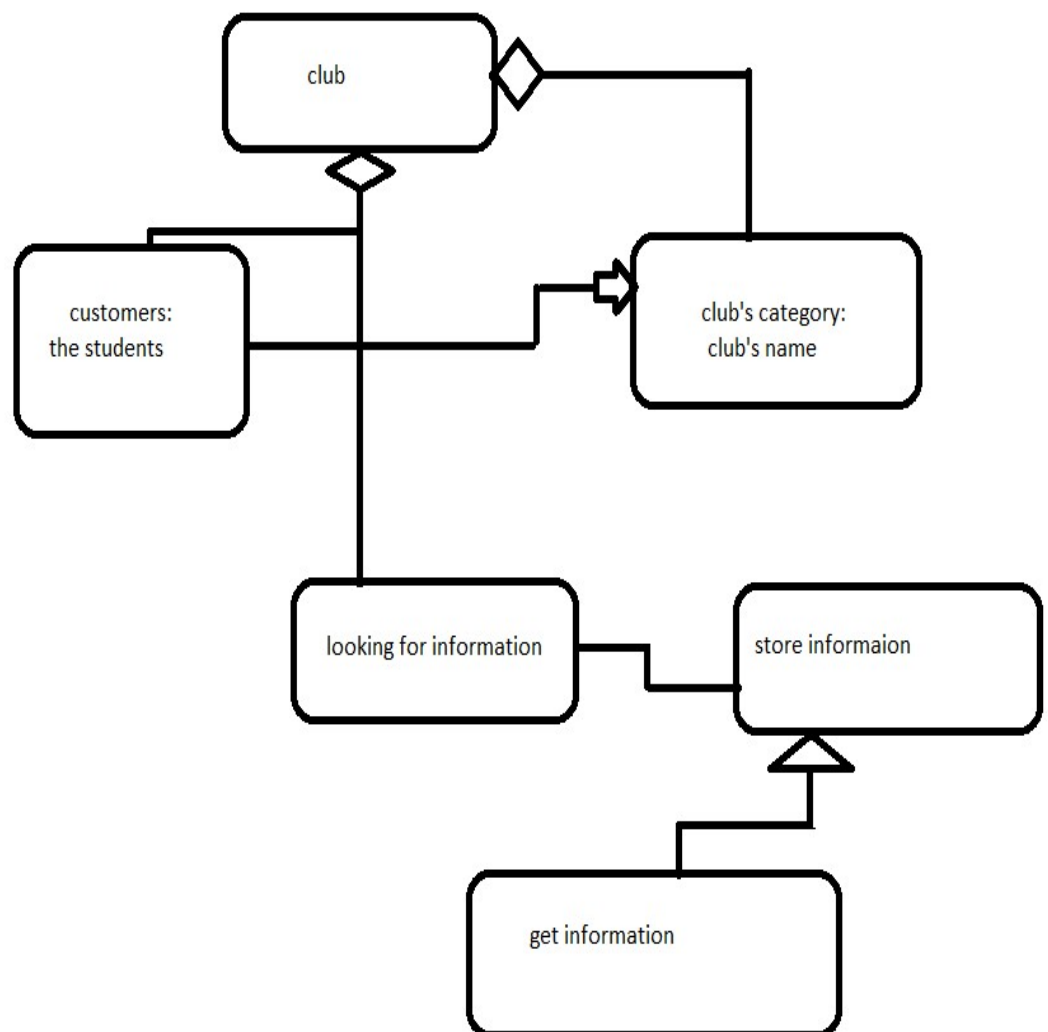 club
customers:
the students
club's category:
club's name
looking for information
store informaion
get information